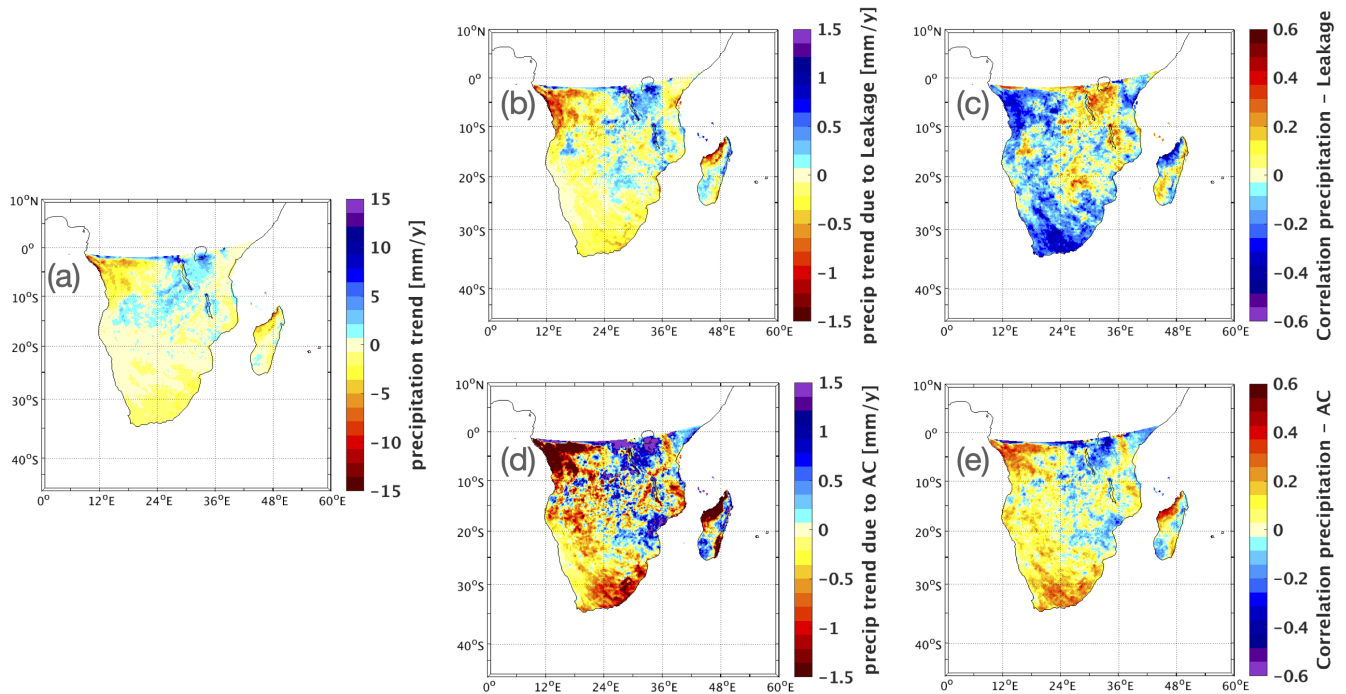 (a)
10°N
0°
10°S
20°S
30°S
40°S
0°
12°E
24°E
36°E
48°E
60°E
15
10
5
0
−5
−10
−15
precipitation trend [mm/y]
(b)
10°N
0°
10°S
20°S
30°S
40°S
0°
12°E
24°E
36°E
48°E
60°E
1.5
1
0.5
0
−0.5
−1
−1.5
precip trend due to Leakage [mm/y]
(c)
10°N
0°
10°S
20°S
30°S
40°S
0°
12°E
24°E
36°E
48°E
60°E
0.6
0.4
0.2
0
−0.2
−0.4
−0.6
Correlation precipitation − Leakage
(d)
10°N
0°
10°S
20°S
30°S
40°S
0°
12°E
24°E
36°E
48°E
60°E
1.5
1
0.5
0
−0.5
−1
−1.5
precip trend due to AC [mm/y]
(e)
10°N
0°
10°S
20°S
30°S
40°S
0°
12°E
24°E
36°E
48°E
60°E
0.6
0.4
0.2
0
−0.2
−0.4
−0.6
Correlation precipitation − AC